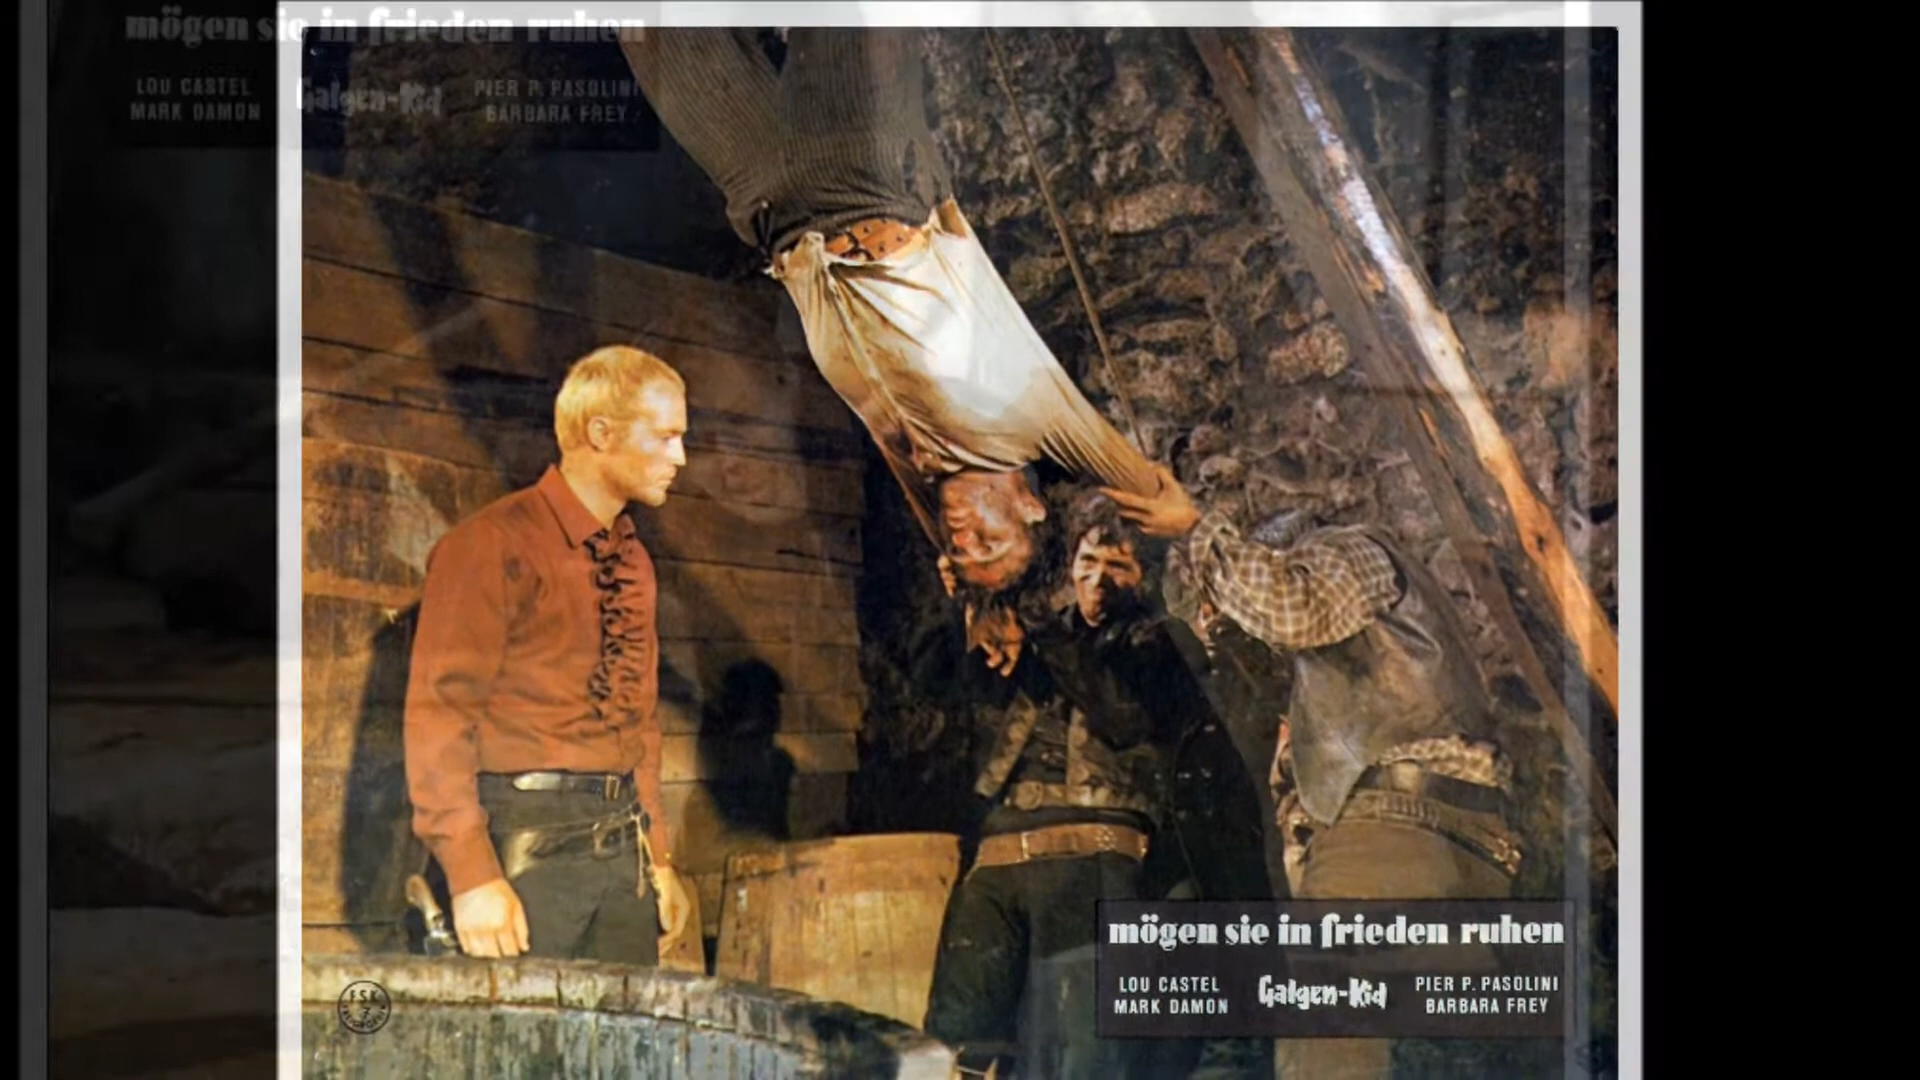 mögen sie in frieden ruhen
LOU CASTEL
MARK DAMON
Galgen-Kid
PIER P. PASOLINI
BARBARA FREY
mögen sie in frieden ruhen
LOU CASTEL
MARK DAMON
Galgen-Kid
PIER P. PASOLINI
BARBARA FREY
FSK